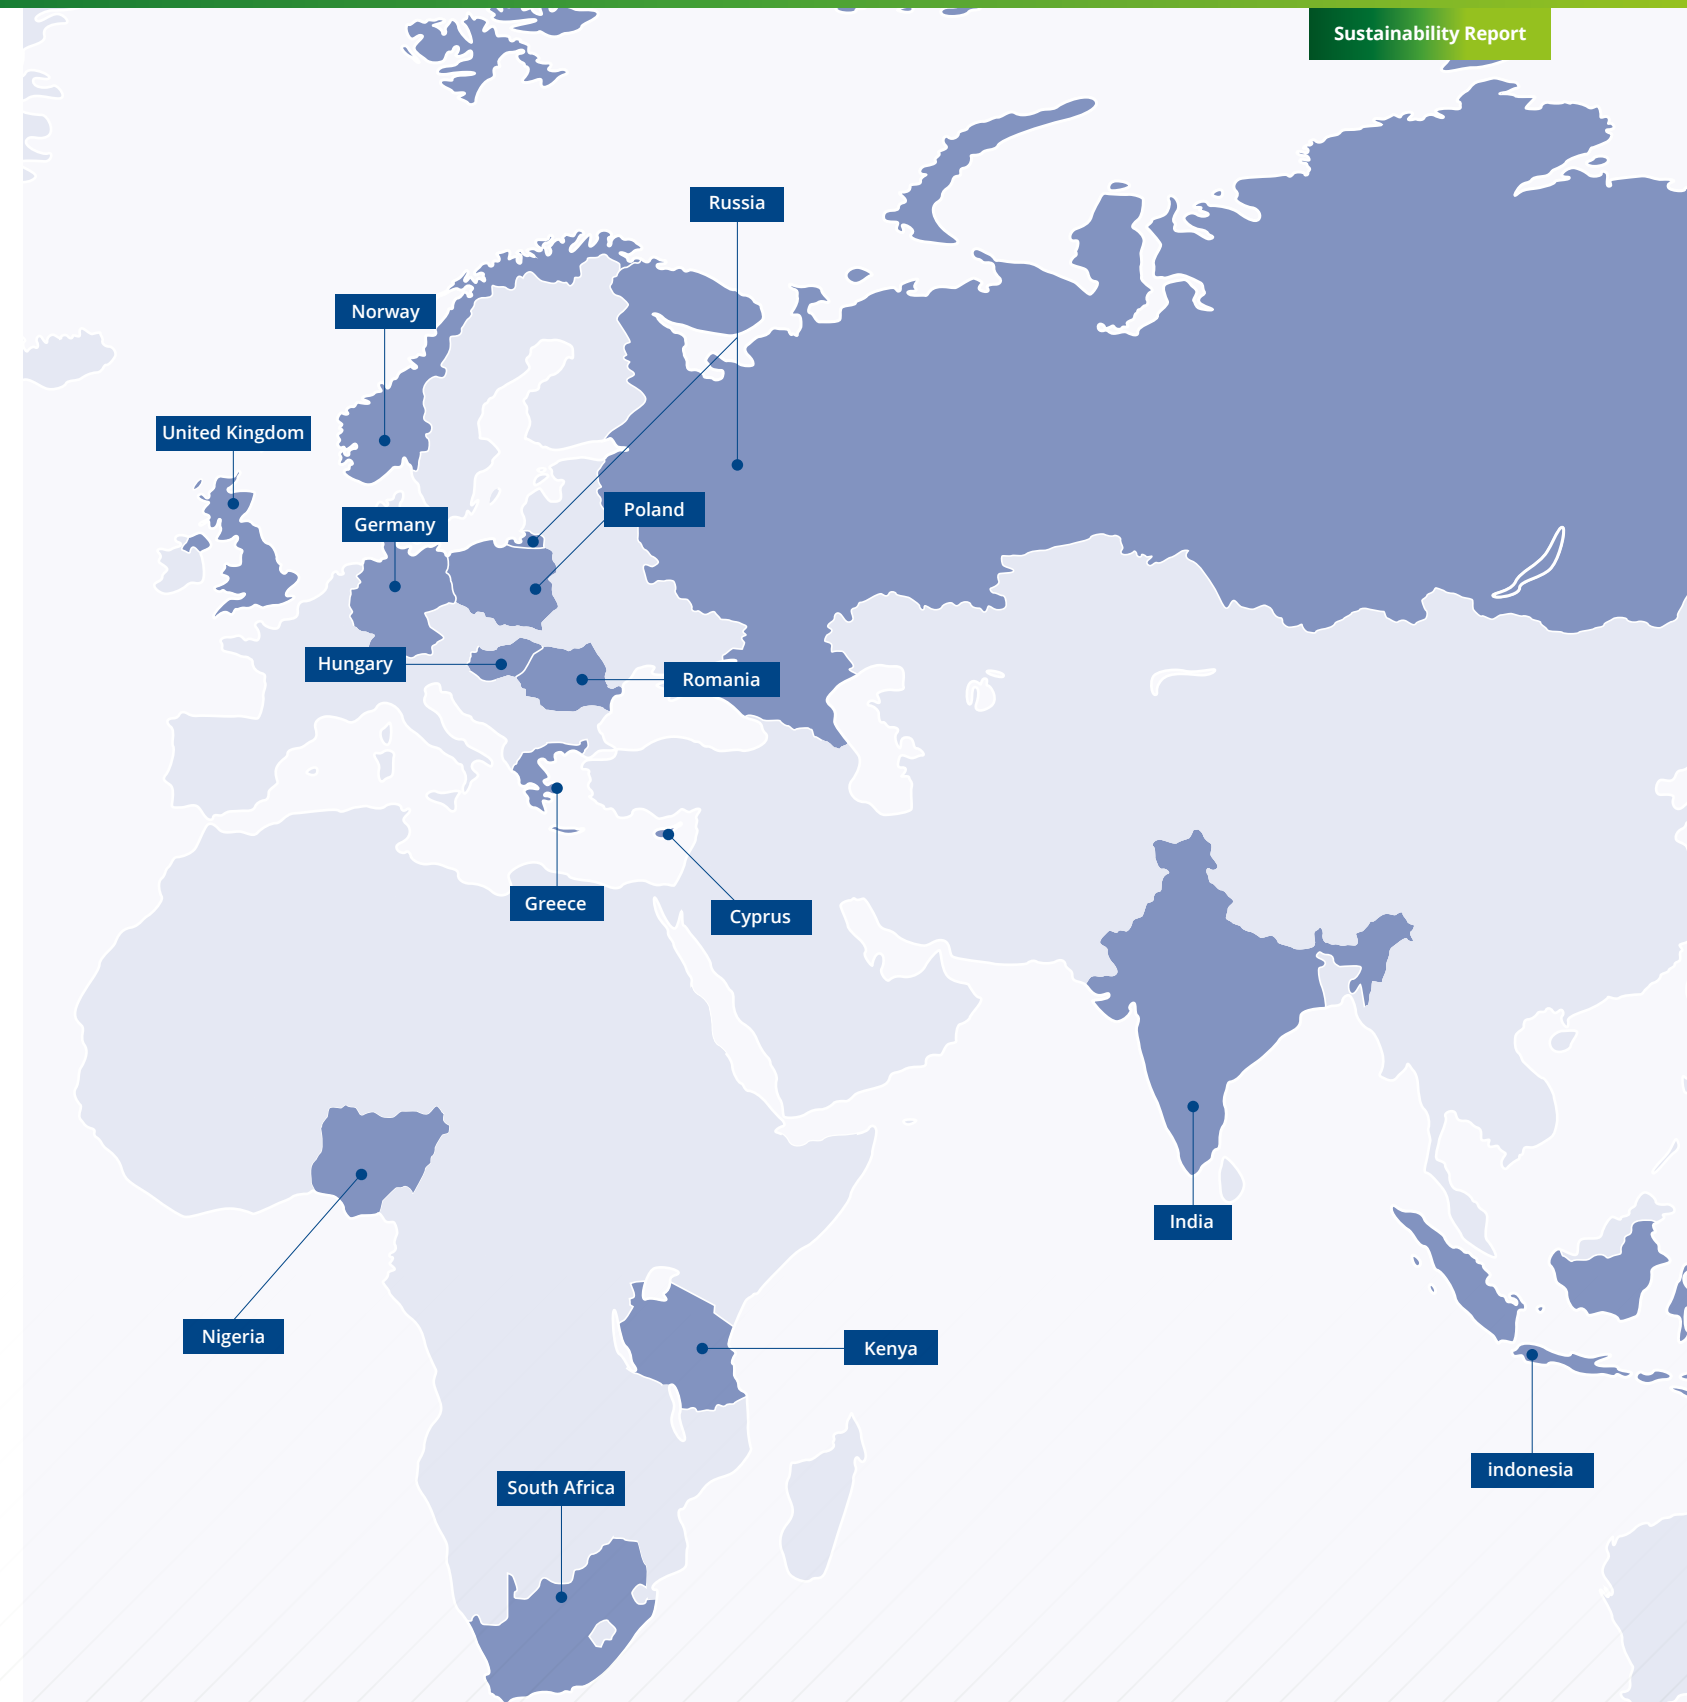 Sustainability Report
Russia
Norway
United Kingdom
Poland
Germany
Hungary
Romania
Greece
Cyprus
India
Nigeria
Kenya
indonesia
South Africa